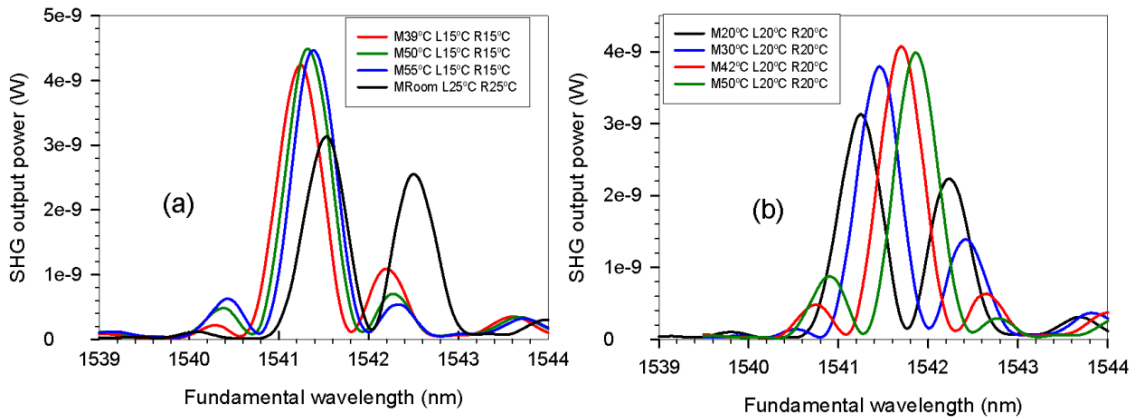 5e-9
4e-9
3e-9
2e-9
1e-9
0
SHG output power (W)
(a)
M39°C L15°C R15°C
M50°C L15°C R15°C
M55°C L15°C R15°C
MRoom L25°C R25°C
1539 1540 1541 1542 1543 1544
Fundamental wavelength (nm)
4e-9
3e-9
2e-9
1e-9
0
SHG output power (W)
(b)
M20°C L20°C R20°C
M30°C L20°C R20°C
M42°C L20°C R20°C
M50°C L20°C R20°C
1539 1540 1541 1542 1543 1544
Fundamental wavelength (nm)